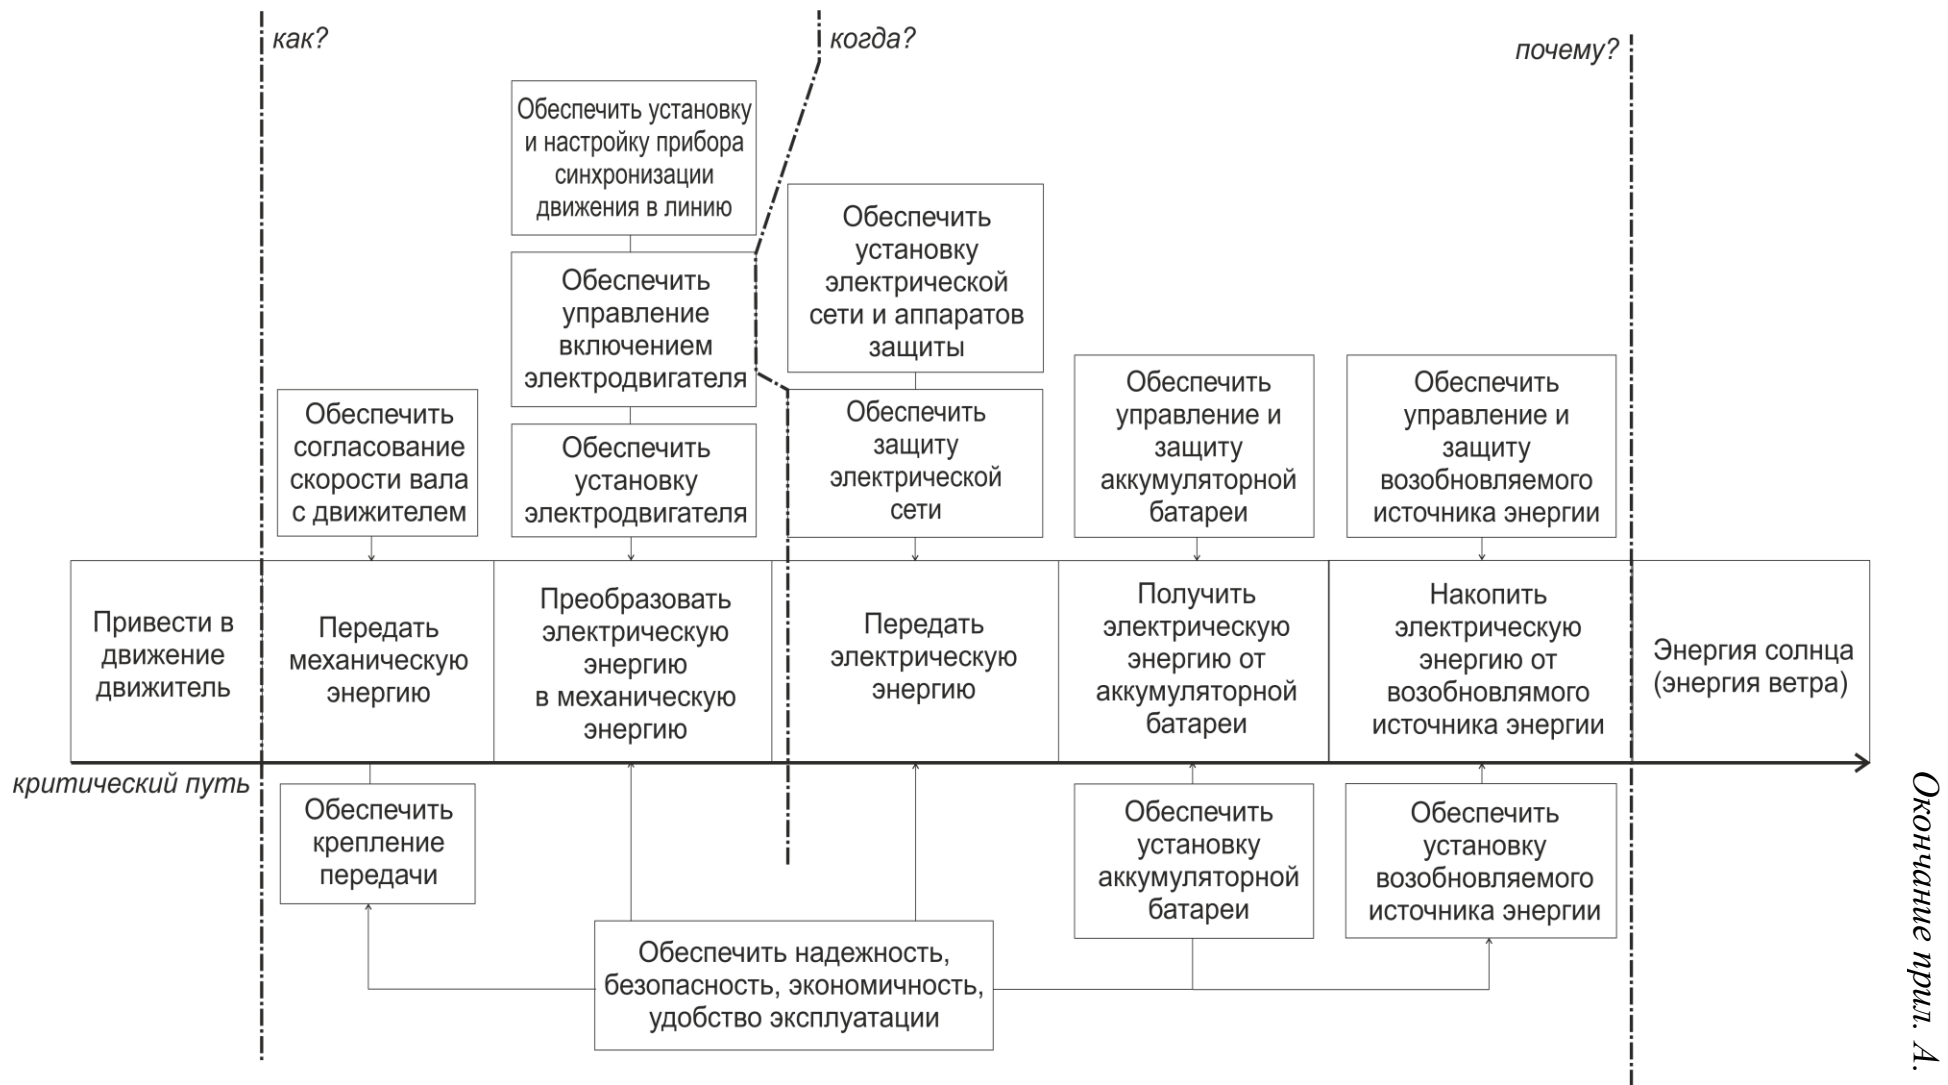 как?
когда?
почему?
Обеспечить установку
и настройку прибора
синхронизации
движения в линию
Обеспечить
управление
включением
электродвигателя
Обеспечить
установку
электродвигателя
Обеспечить
согласование
скорости вала
с движителем
Обеспечить
установку
электрической
сети и аппаратов
защиты
Обеспечить
защиту
электрической
сети
Обеспечить
управление и
защиту
аккумуляторной
батареи
Обеспечить
управление и
защиту
возобновляемого
источника энергии
Привести в
движение
движитель
Передать
механическую
энергию
Преобразовать
электрическую
энергию
в механическую
энергию
Передать
электрическую
энергию
Получить
электрическую
энергию от
аккумуляторной
батареи
Накопить
электрическую
энергию от
возобновлямого
источника энергии
Энергия солнца
(энергия ветра)
критический путь
Обеспечить
крепление
передачи
Обеспечить надежность,
безопасность, экономичность,
удобство эксплуатации
Обеспечить
установку
аккумуляторной
батареи
Обеспечить
установку
возобновляемого
источника энергии
Окончание прил. А.